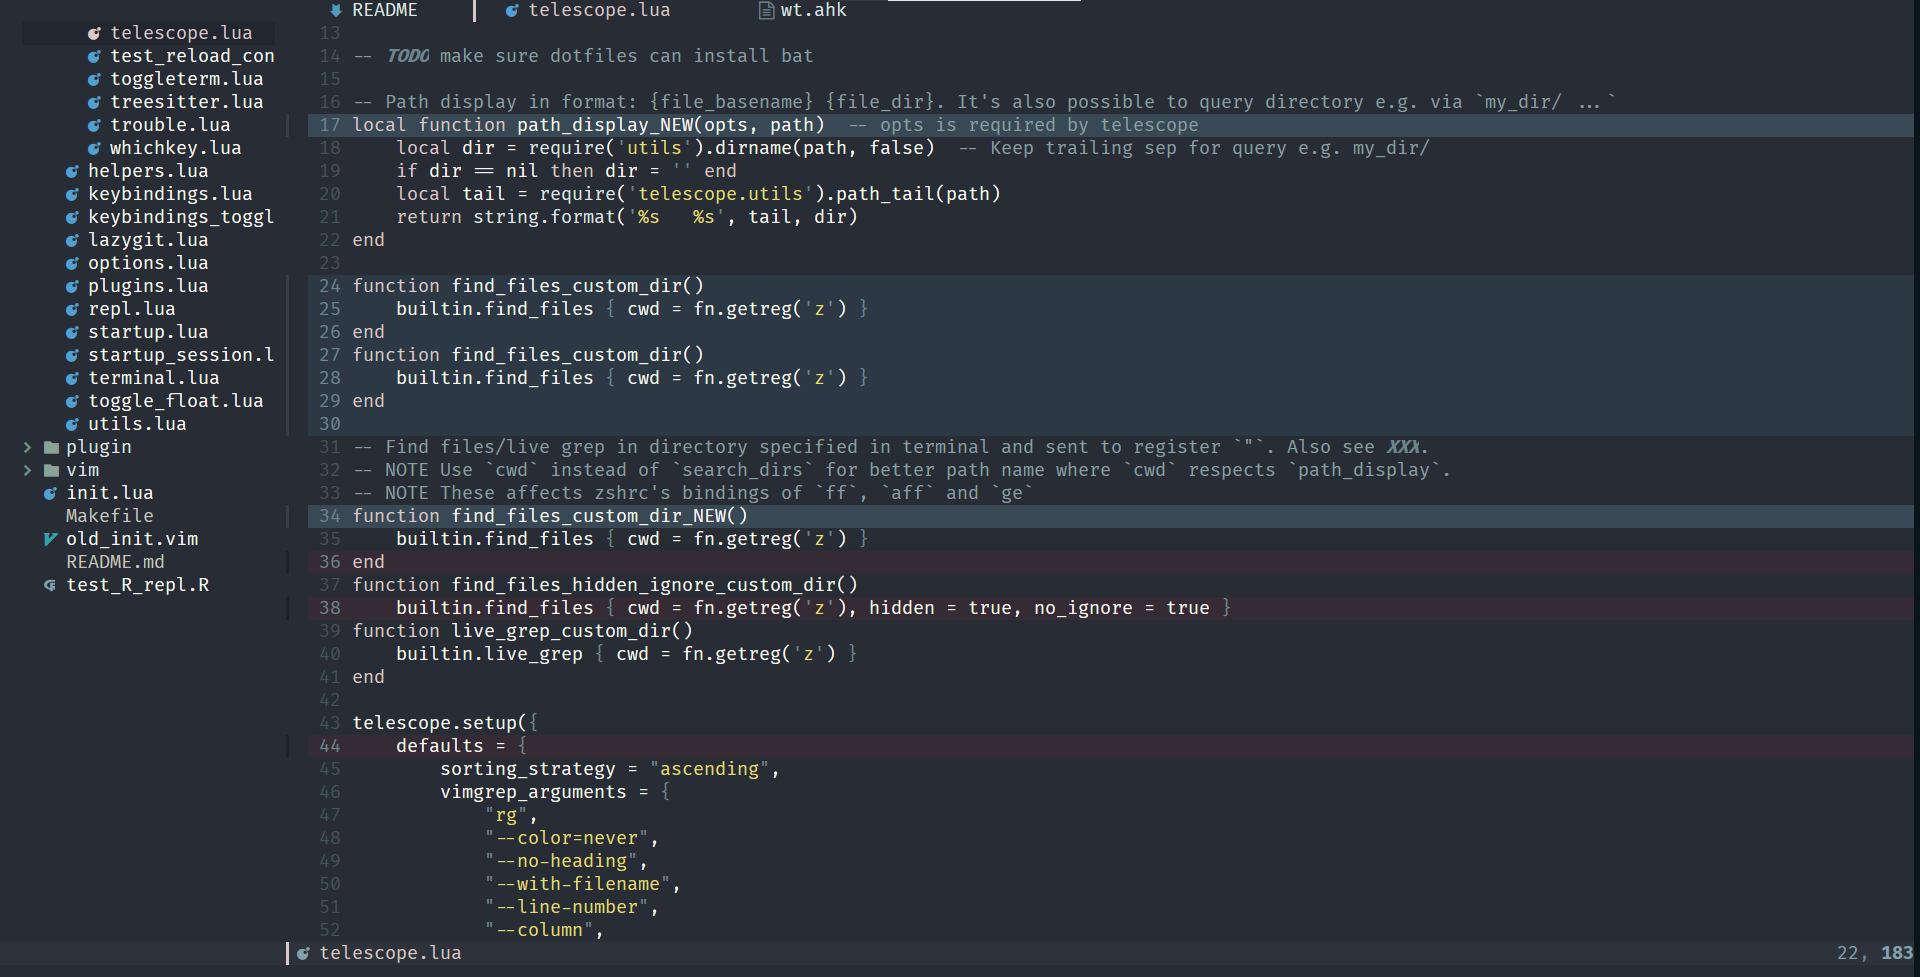 README
telescope.lua
wt.ahk
telescope.lua
test_reload_con
toggleterm.lua
treesitter.lua
trouble.lua
whichkey.lua
helpers.lua
keybindings.lua
keybindings_toggl
lazygit.lua
options.lua
plugins.lua
repl.lua
startup.lua
startup_session.l
terminal.lua
toggle_float.lua
utils.lua
> plugin
> vim
init.lua
Makefile
old_init.vim
README.md
test_R_repl.R
13
14 -- TODO make sure dotfiles can install bat
15
16 -- Path display in format: {file_basename} {file_dir}. It's also possible to query directory e.g. via `my_dir/ ...`
17 local function path_display_NEW(opts, path)  -- opts is required by telescope
18     local dir = require('utils').dirname(path, false)  -- Keep trailing sep for query e.g. my_dir/
19     if dir == nil then dir = '' end
20     local tail = require('telescope.utils').path_tail(path)
21     return string.format('%s   %s', tail, dir)
22 end
23
24 function find_files_custom_dir()
25     builtin.find_files { cwd = fn.getreg('z') }
26 end
27 function find_files_custom_dir()
28     builtin.find_files { cwd = fn.getreg('z') }
29 end
30
31 -- Find files/live grep in directory specified in terminal and sent to register `"`. Also see XXX.
32 -- NOTE Use `cwd` instead of `search_dirs` for better path name where `cwd` respects `path_display`.
33 -- NOTE These affects zshrc's bindings of `ff`, `aff` and `ge`
34 function find_files_custom_dir_NEW()
35     builtin.find_files { cwd = fn.getreg('z') }
36 end
37 function find_files_hidden_ignore_custom_dir()
38     builtin.find_files { cwd = fn.getreg('z'), hidden = true, no_ignore = true }
39 function live_grep_custom_dir()
40     builtin.live_grep { cwd = fn.getreg('z') }
41 end
42
43 telescope.setup({
44     defaults = {
45         sorting_strategy = "ascending",
46         vimgrep_arguments = {
47             "rg",
48             "--color=never",
49             "--no-heading",
50             "--with-filename",
51             "--line-number",
52             "--column",
telescope.lua
22, 183